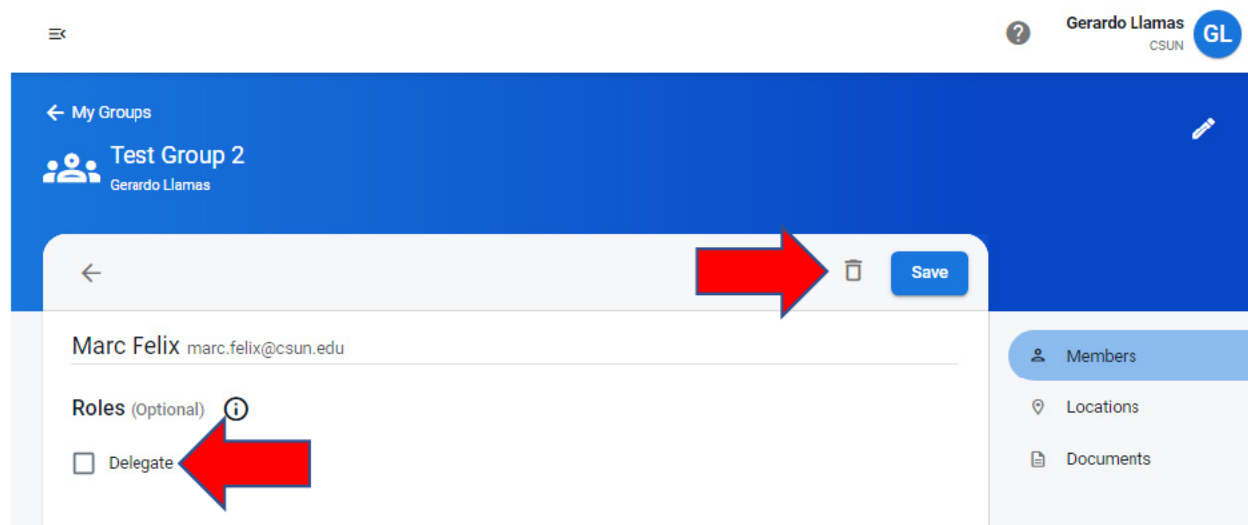 Gerardo Llamas
CSUN
GL
My Groups
Test Group 2
Gerardo Llamas
Save
Marc Felix marc.felix@csun.edu
Roles (Optional)
Delegate
Members
Locations
Documents